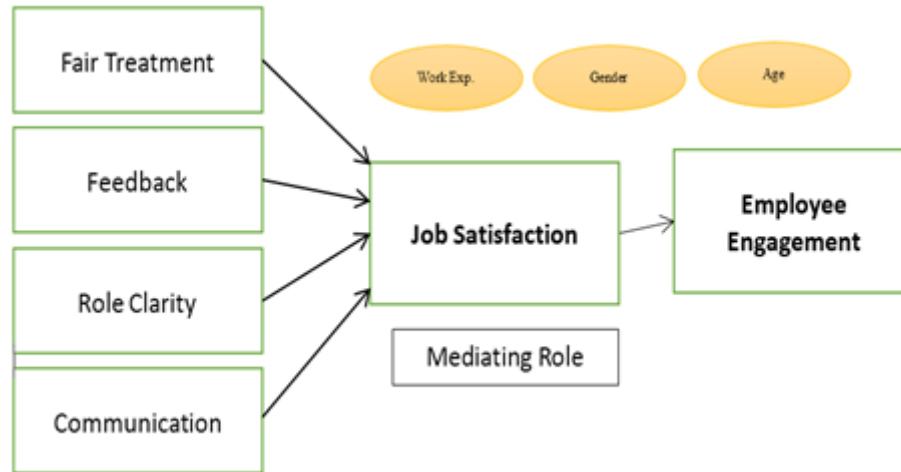 Fair Treatment
Work Exp.
Gender
Age
Feedback
Job Satisfaction
Employee
Engagement
Role Clarity
Mediating Role
Communication